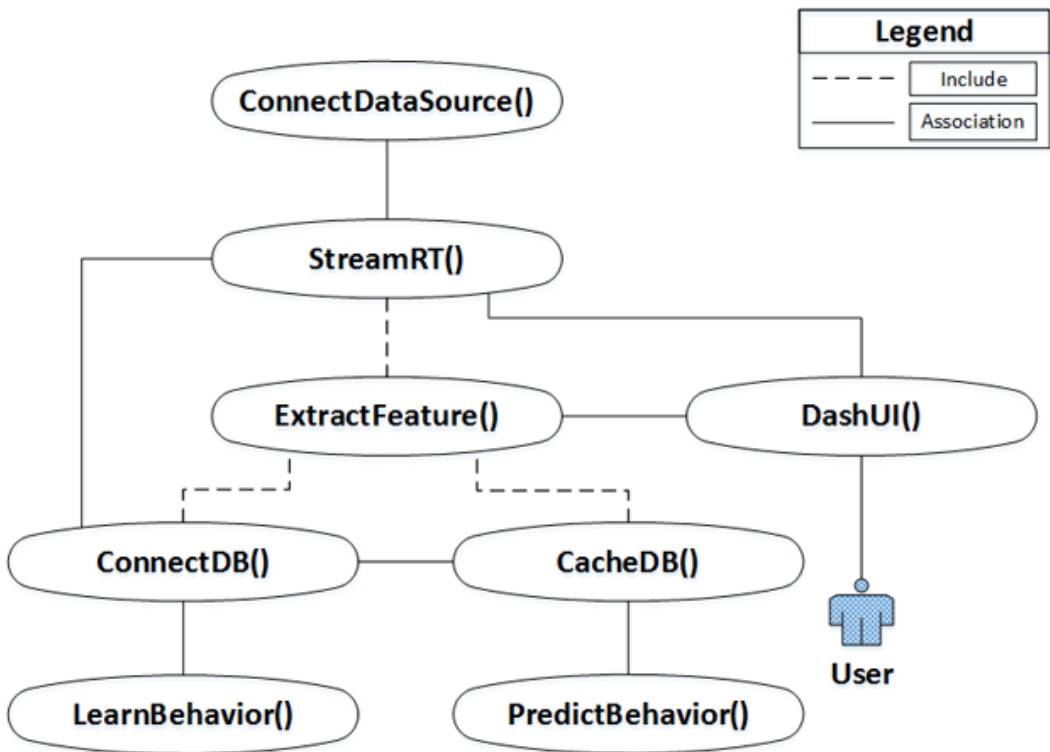 Legend
Include
Association
ConnectDataSource()
StreamRT()
ExtractFeature()
DashUI()
ConnectDB()
CacheDB()
User
LearnBehavior()
PredictBehavior()